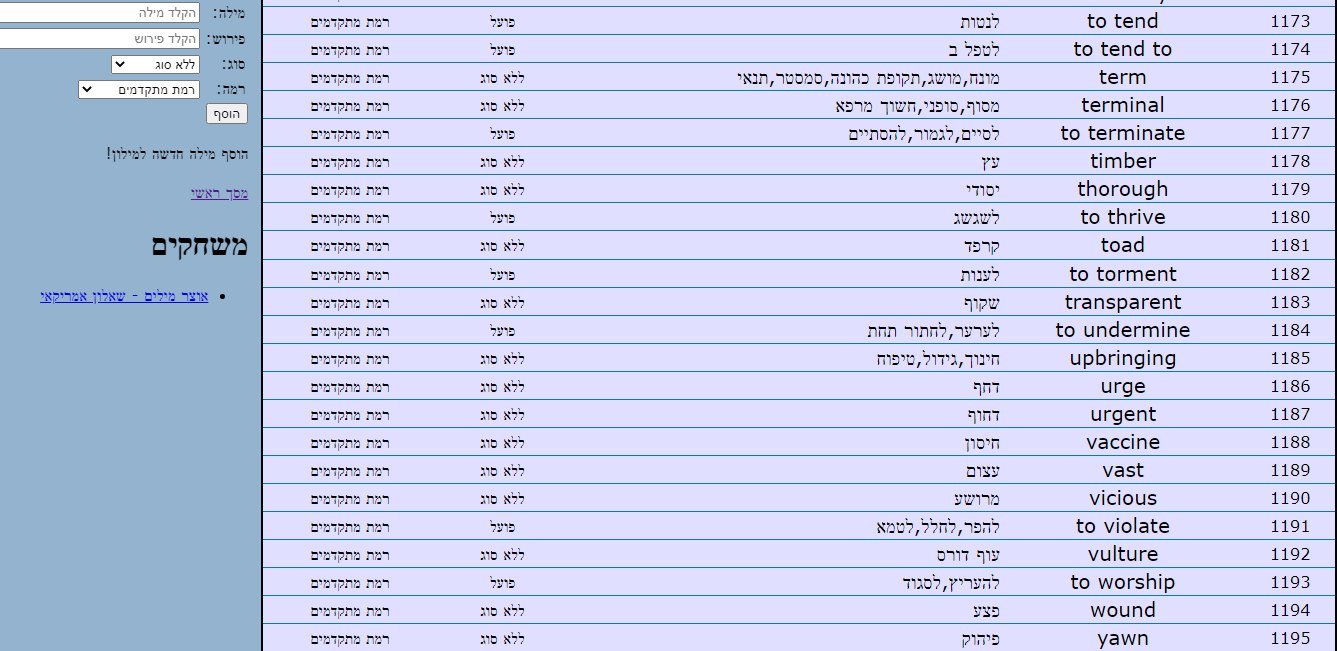 1173 to tend לנטות פועל רמת מתקדמים
1174 to tend to לטפל ב פועל רמת מתקדמים
1175 term מונח,מושג,תקופת כהונה,סמסטר,תנאי ללא סוג רמת מתקדמים
1176 terminal מסוף,סופני,חשוך מרפא ללא סוג רמת מתקדמים
1177 to terminate לסיים,לגמור,להסתיים פועל רמת מתקדמים
1178 timber עץ ללא סוג רמת מתקדמים
1179 thorough יסודי ללא סוג רמת מתקדמים
1180 to thrive לשגשג פועל רמת מתקדמים
1181 toad קרפד ללא סוג רמת מתקדמים
1182 to torment לענות פועל רמת מתקדמים
1183 transparent שקוף ללא סוג רמת מתקדמים
1184 to undermine לערער,לחתור תחת פועל רמת מתקדמים
1185 upbringing חינוך,גידול,טיפוח ללא סוג רמת מתקדמים
1186 urge דחף ללא סוג רמת מתקדמים
1187 urgent דחוף ללא סוג רמת מתקדמים
1188 vaccine חיסון ללא סוג רמת מתקדמים
1189 vast עצום ללא סוג רמת מתקדמים
1190 vicious מרושע ללא סוג רמת מתקדמים
1191 to violate להפר,לחלל,לטמא פועל רמת מתקדמים
1192 vulture עוף דורס ללא סוג רמת מתקדמים
1193 to worship להעריץ,לסגוד פועל רמת מתקדמים
1194 wound פצע ללא סוג רמת מתקדמים
1195 yawn פיהוק ללא סוג רמת מתקדמים
מילה: הקלד מילה
פירוש: הקלד פירוש
סוג: ללא סוג
רמה: רמת מתקדמים
הוסף
הוסף מילה חדשה למילון!
מסך ראשי
משחקים
אוצר מילים - שאלון אמריקאי